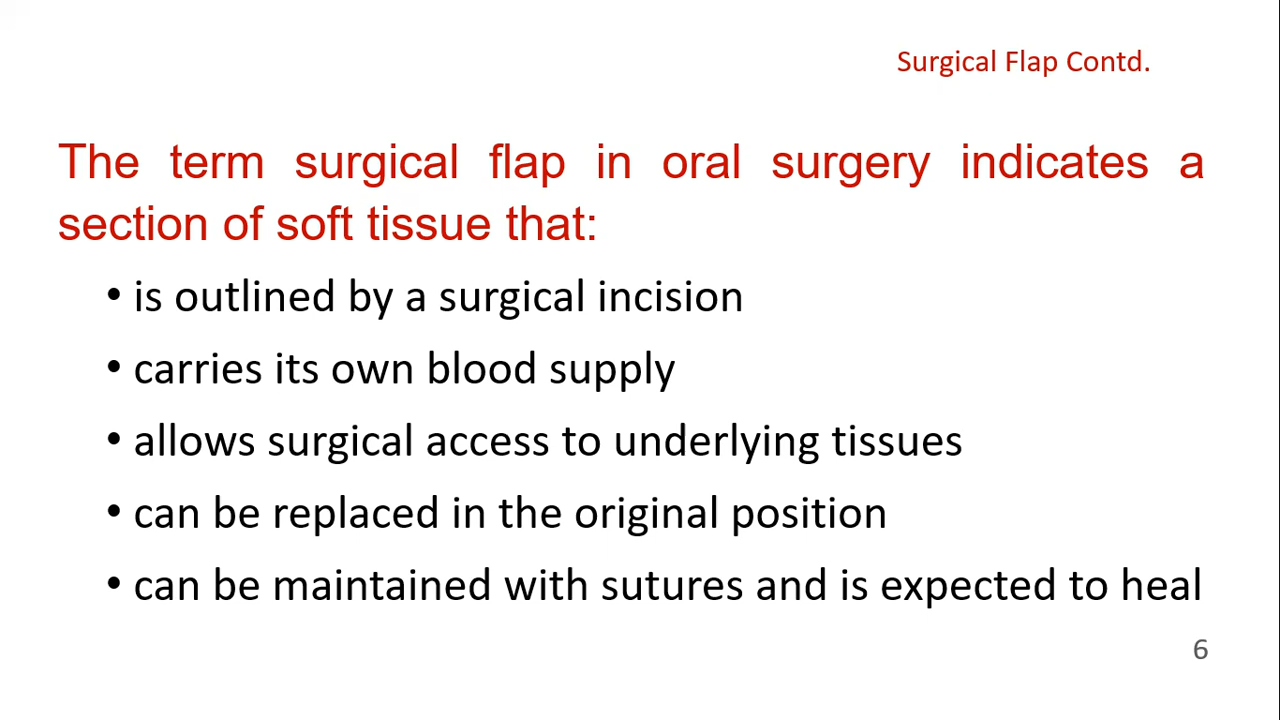 Surgical Flap Contd.
The term surgical flap in oral surgery indicates a
section of soft tissue that:
• is outlined by a surgical incision
• carries its own blood supply
• allows surgical access to underlying tissues
• can be replaced in the original position
• can be maintained with sutures and is expected to heal
6